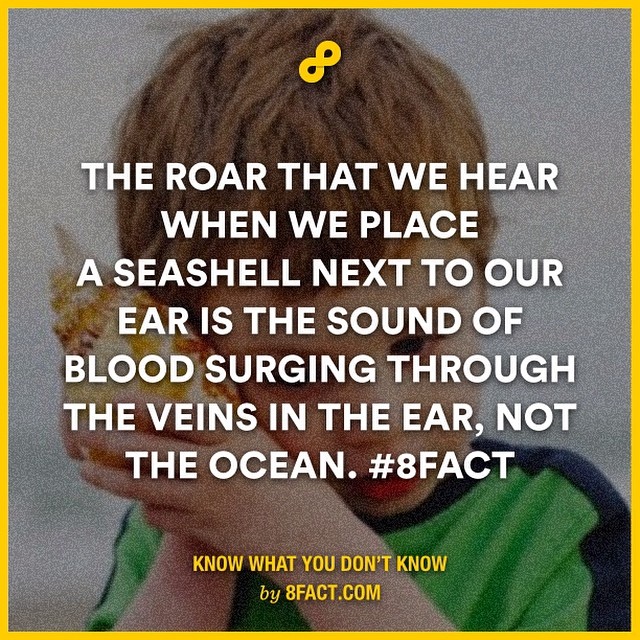 THE ROAR THAT WE HEAR
WHEN WE PLACE
A SEASHELL NEXT TO OUR
EAR IS THE SOUND OF
BLOOD SURGING THROUGH
THE VEINS IN THE EAR, NOT
THE OCEAN. #8FACT
KNOW WHAT YOU DON'T KNOW
by 8FACT.COM